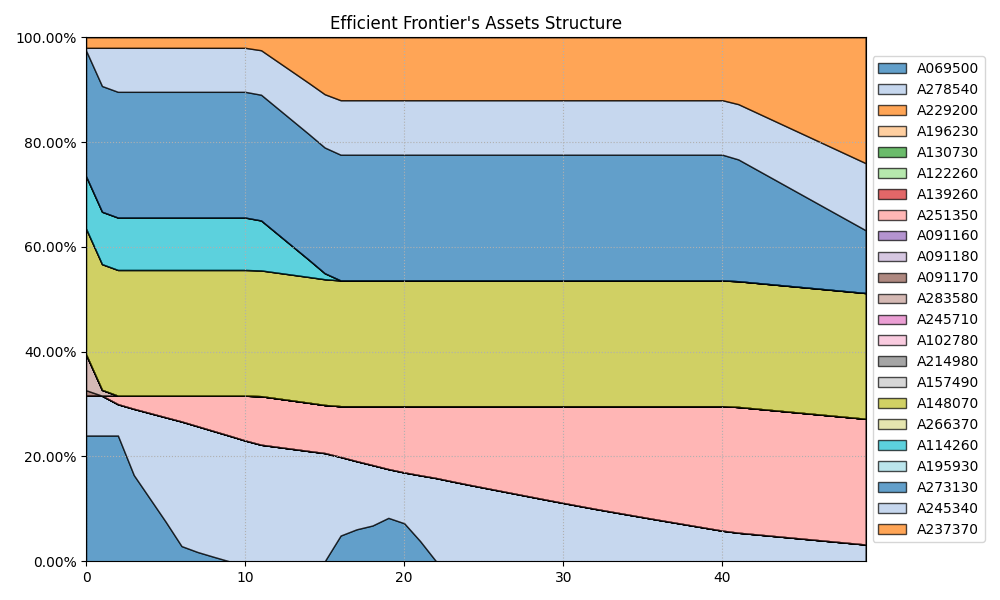 Efficient Frontier's Assets Structure
100.00%
80.00%
60.00%
40.00%
20.00%
0.00%
0
10
20
30
40
A069500
A278540
A229200
A196230
A130730
A122260
A139260
A251350
A091160
A091180
A091170
A283580
A245710
A102780
A214980
A157490
A148070
A266370
A114260
A195930
A273130
A245340
A237370